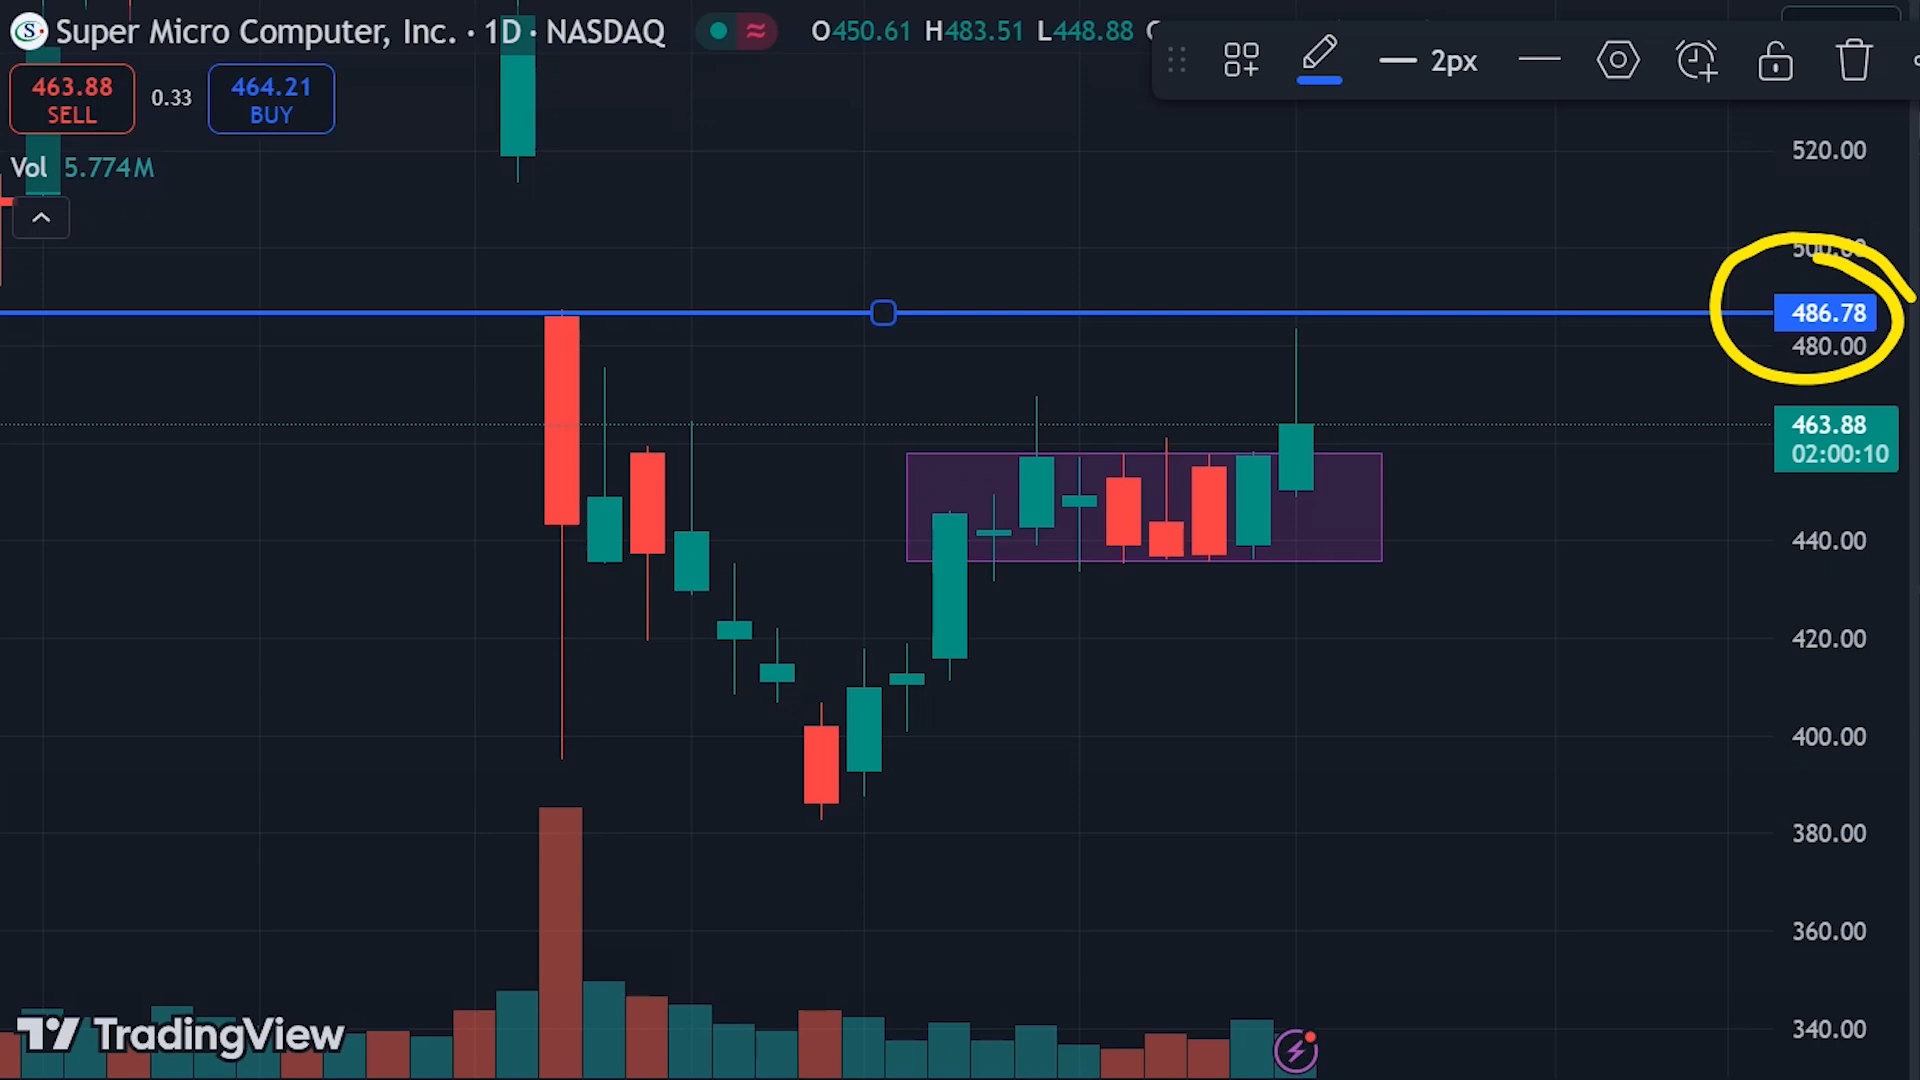 Super Micro Computer, Inc. · 1D · NASDAQ
O450.61 H483.51 L448.88
2px
463.88
SELL
0.33
464.21
BUY
Vol 5.774M
520.00
500.00
486.78
480.00
463.88
02:00:10
440.00
420.00
400.00
380.00
360.00
340.00
TradingView